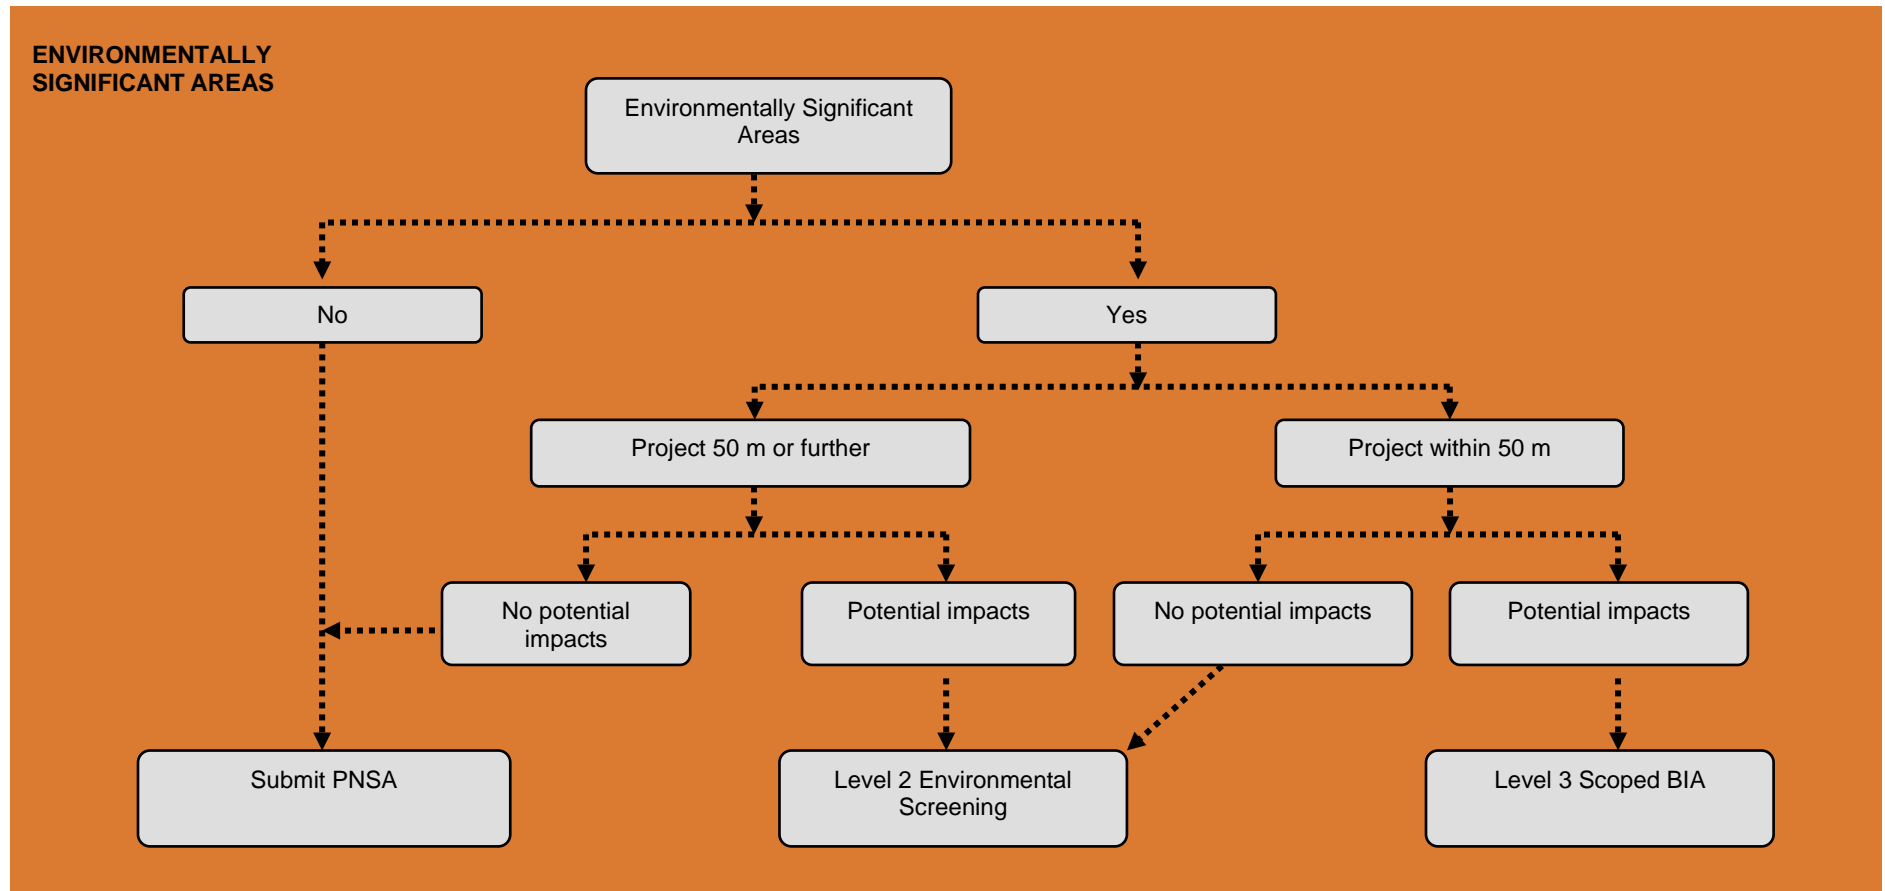 ENVIRONMENTALLY
SIGNIFICANT AREAS
Environmentally Significant
Areas
No
Yes
Project 50 m or further
Project within 50 m
No potential
impacts
Potential impacts
No potential impacts
Potential impacts
Submit PNSA
Level 2 Environmental
Screening
Level 3 Scoped BIA